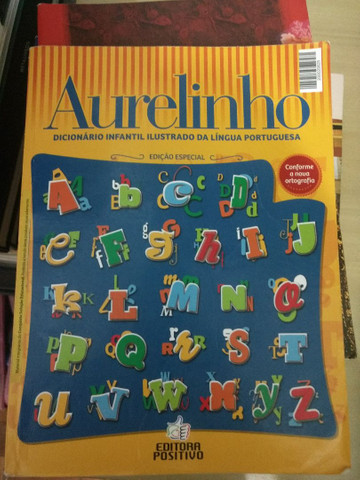 Aurelinho
DICIONÁRIO INFANTIL ILUSTRADO DA LÍNGUA PORTUGUESA
EDIÇÃO ESPECIAL
Conforme
a nova
ortografia
A b c D
E F g h I J
K L M N O
P Q R S T
U V W X Y Z
EDITORA
POSITIVO